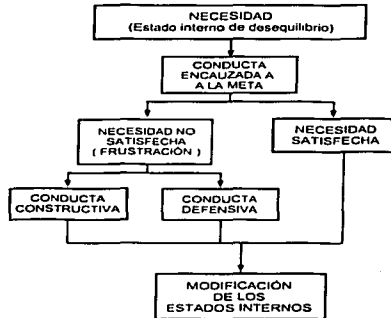 NECESIDAD
(Estado interno de desequilibrio)
CONDUCTA
ENCAUZADA A
A LA META
NECESIDAD NO
SATISFECHA
(FRUSTRACIÓN)
NECESIDAD
SATISFECHA
CONDUCTA
CONSTRUCTIVA
CONDUCTA
DEFENSIVA
MODIFICACIÓN
DE LOS
ESTADOS INTERNOS